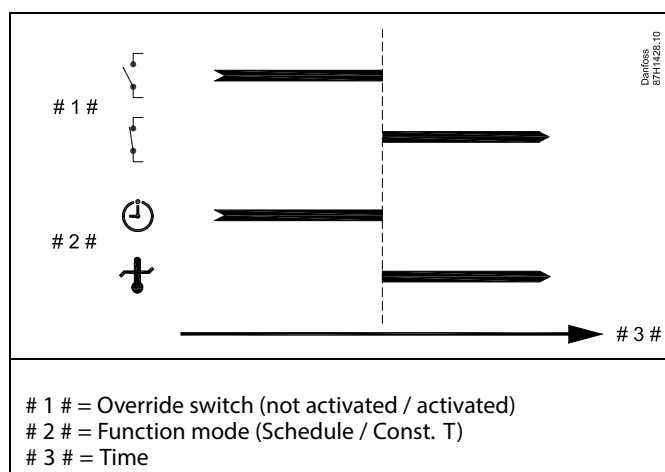 Danfoss
87H1428.10
# 1 #
# 2 #
# 3 #
# 1 # = Override switch (not activated / activated)
# 2 # = Function mode (Schedule / Const. T)
# 3 # = Time